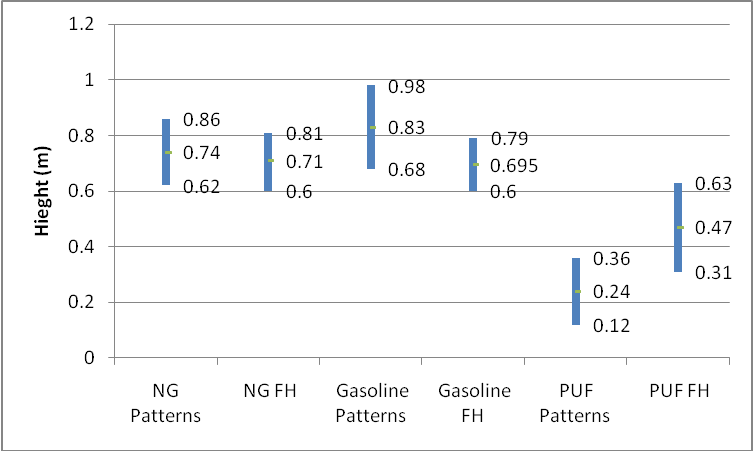 1.2
1
0.8
0.6
0.4
0.2
0
Hieght (m)
0.86
0.74
0.62
0.81
0.71
0.6
0.98
0.83
0.68
0.79
0.695
0.6
0.36
0.24
0.12
0.63
0.47
0.31
NG
Patterns
NG FH
Gasoline
Patterns
Gasoline
FH
PUF
Patterns
PUF FH